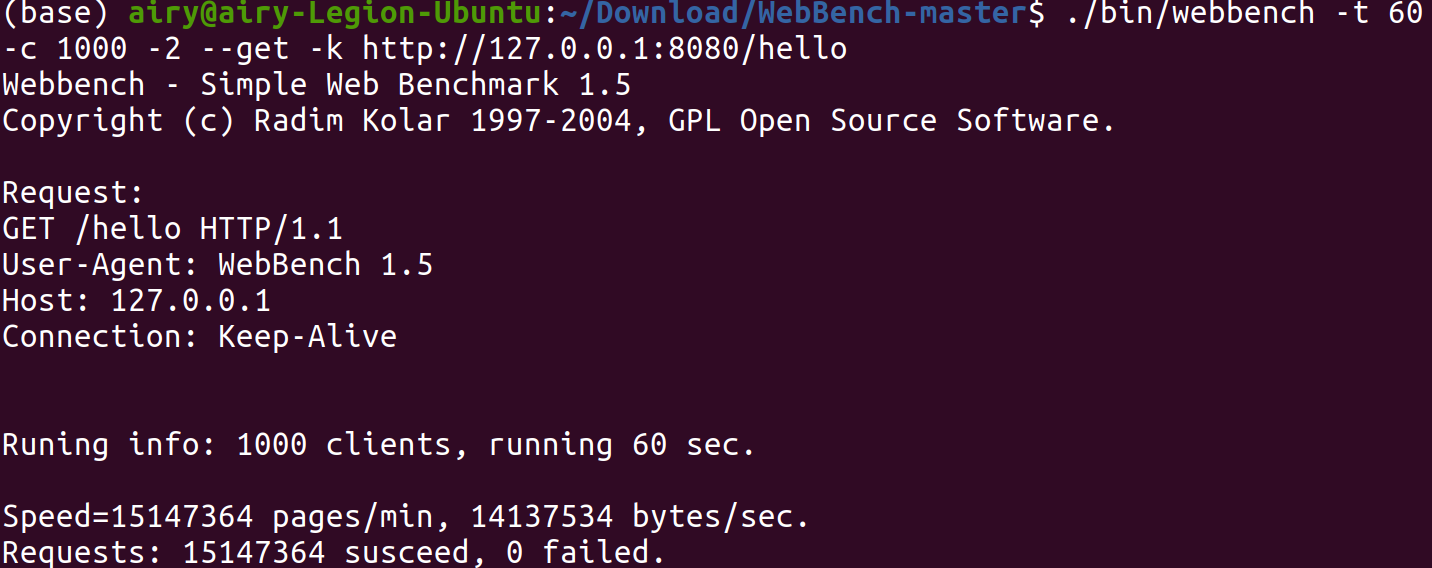 (base) airy@airy-Legion-Ubuntu:~/Download/WebBench-master$ ./bin/webbench -t 60
-c 1000 -2 --get -k http://127.0.0.1:8080/hello
Webbench - Simple Web Benchmark 1.5
Copyright (c) Radim Kolar 1997-2004, GPL Open Source Software.
Request:
GET /hello HTTP/1.1
User-Agent: WebBench 1.5
Host: 127.0.0.1
Connection: Keep-Alive
Runing info: 1000 clients, running 60 sec.
Speed=15147364 pages/min, 14137534 bytes/sec.
Requests: 15147364 susceed, 0 failed.